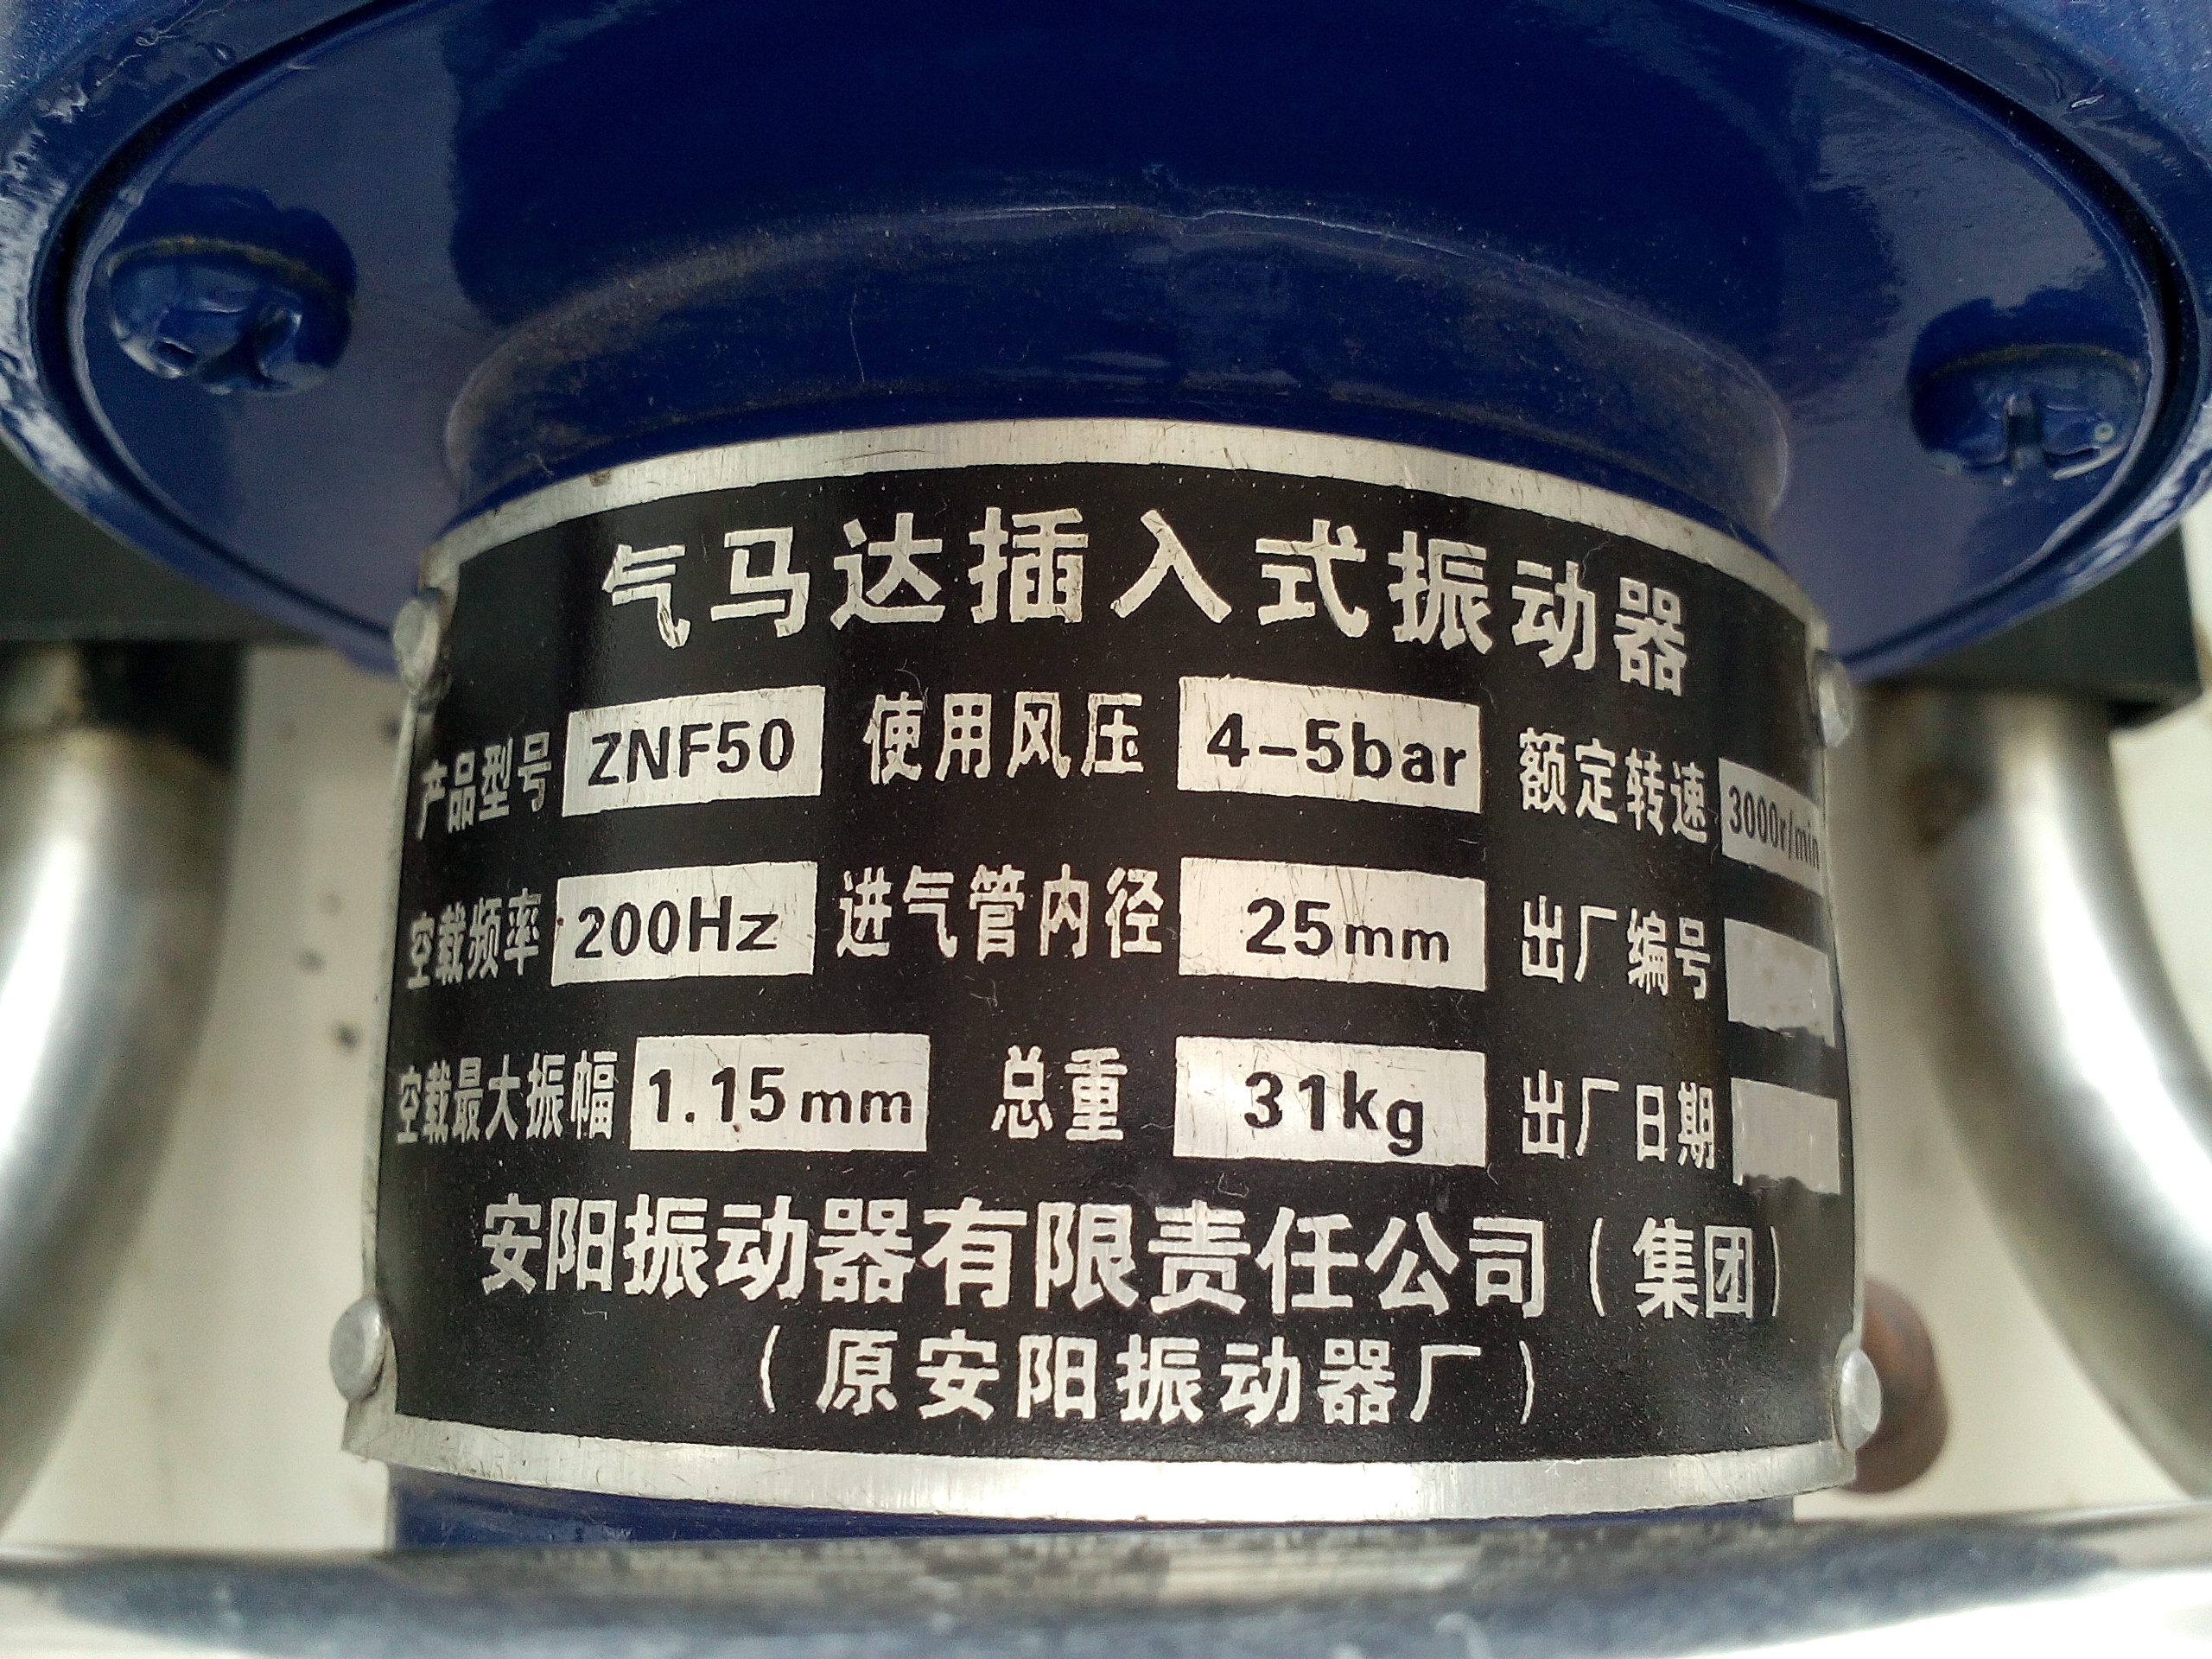 气马达插入式振动器
产品型号 ZNF50 使用风压 4-5bar 额定转速 3000r/min
空载频率 200Hz 进气管内径 25mm 出厂编号
空载最大振幅 1.15mm 总重 31kg 出厂日期
安阳振动器有限责任公司(集团)
(原安阳振动器厂)